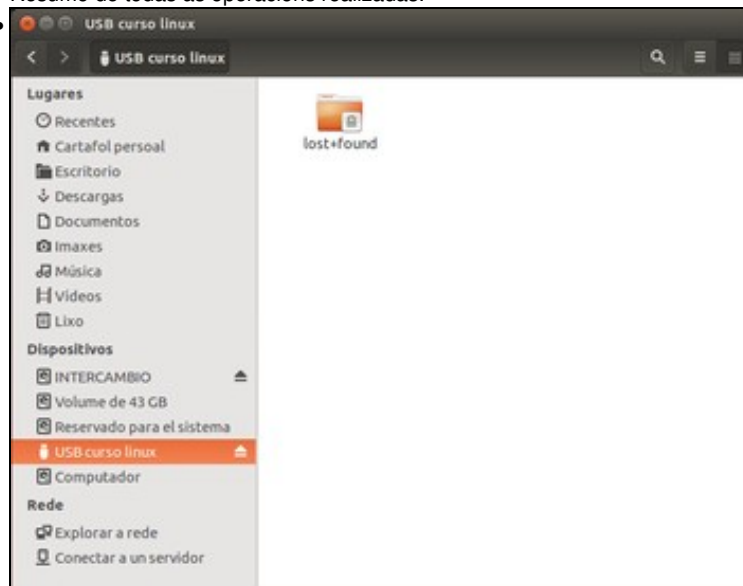 Resumo de todas as operacións realizadas.
USB curso linux
USB curso linux
Lugares
Recentes
Cartafol persoal
Escritorio
Descargas
Documentos
Imaxes
Música
Vídeos
Lixo
Dispositivos
INTERCAMBIO
Volume de 43 GB
Reservado para el sistema
USB curso linux
Computador
Rede
Explorar a rede
Conectar a un servidor
lost+found